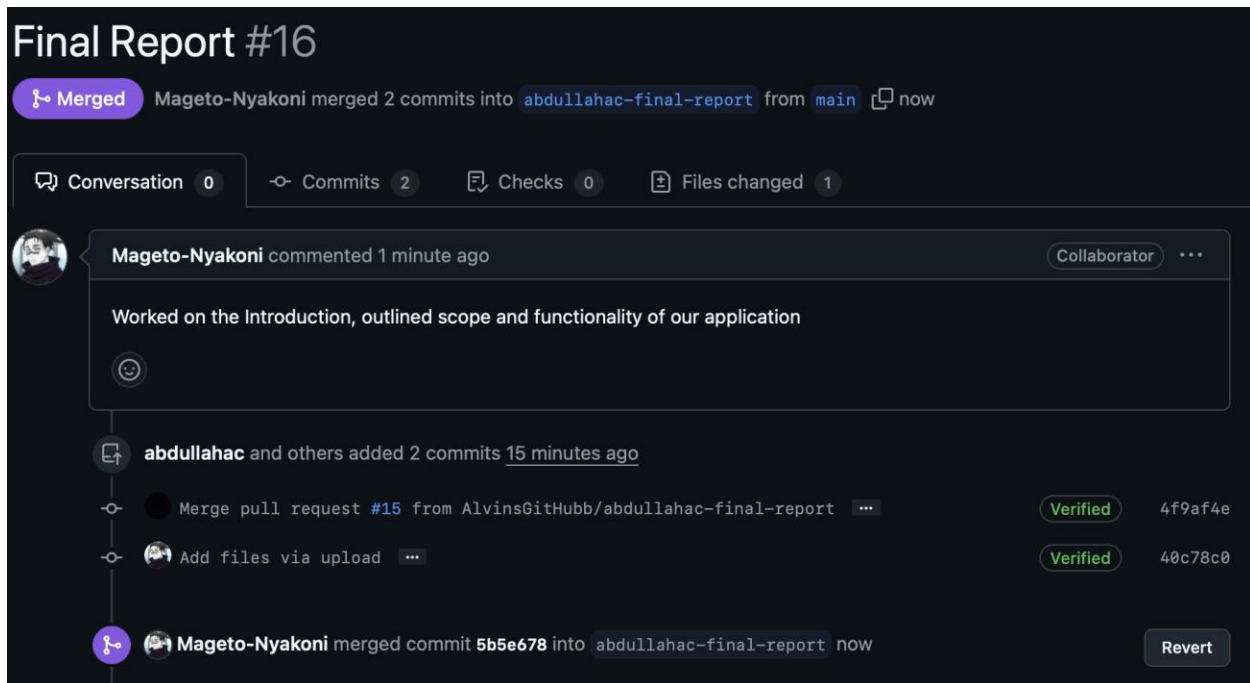 Final Report #16
Merged Mageto-Nyakoni merged 2 commits into abdullahac-final-report from main now
Conversation 0 Commits 2 Checks 0 Files changed 1
Mageto-Nyakoni commented 1 minute ago Collaborator ...
Worked on the Introduction, outlined scope and functionality of our application
abdullahac and others added 2 commits 15 minutes ago
Merge pull request #15 from AlvinsGitHubb/abdullahac-final-report ... Verified 4f9af4e
Add files via upload ... Verified 40c78c0
Mageto-Nyakoni merged commit 5b5e678 into abdullahac-final-report now Revert